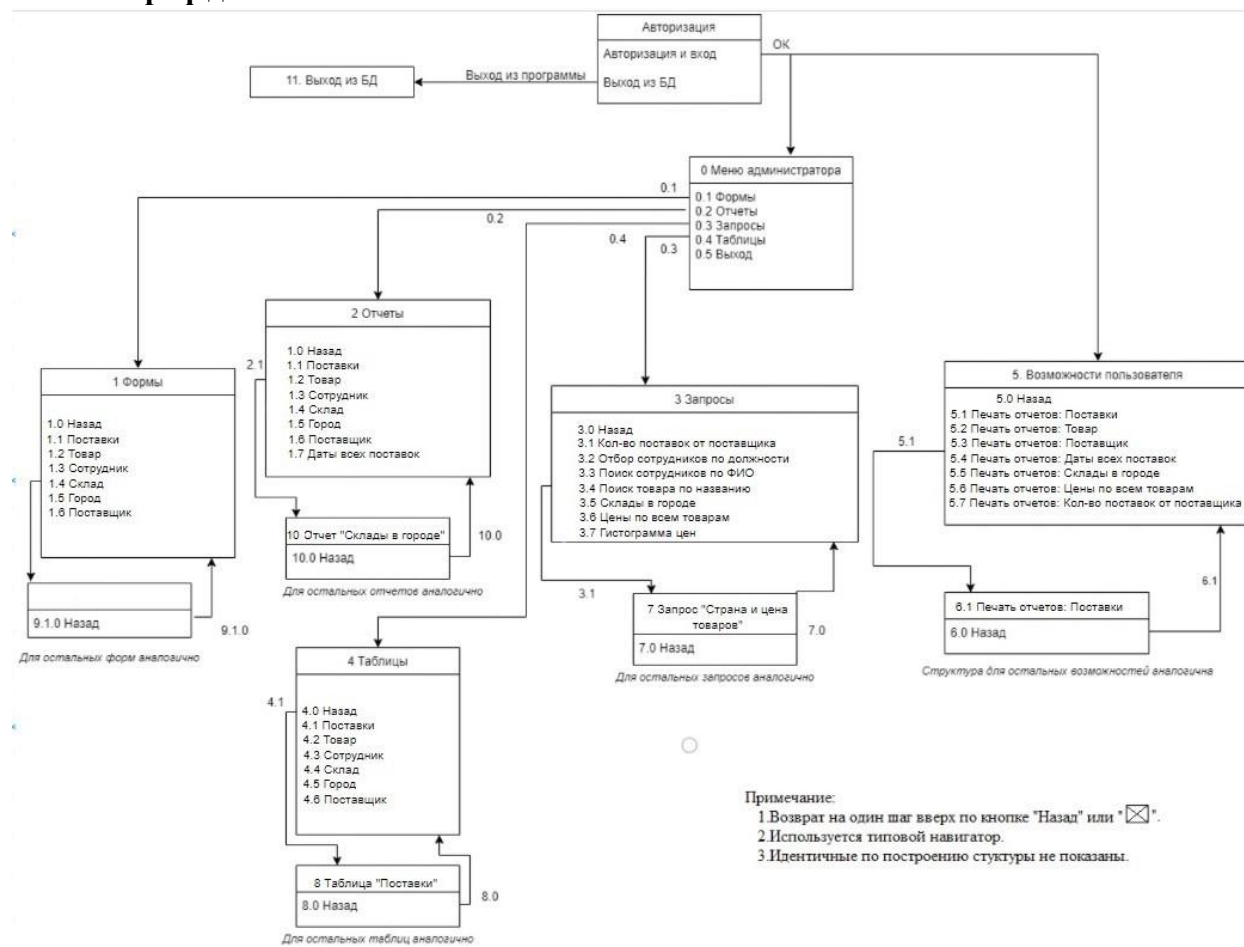 Авторизация
Авторизация и вход
Выход из БД
OK
Выход из программы
11. Выход из БД
0 Меню администратора
0.1 Формы
0.2 Отчеты
0.3 Запросы
0.4 Таблицы
0.5 Выход
0.1
0.2
0.4
0.3
2 Отчеты
1.0 Назад
1.1 Поставки
1.2 Товар
1.3 Сотрудник
1.4 Склад
1.5 Город
1.6 Поставщик
1.7 Даты всех поставок
2.1
10 Отчет "Склады в городе"
10.0 Назад
10.0
Для остальных отчетов аналогично
1 Формы
1.0 Назад
1.1 Поставки
1.2 Товар
1.3 Сотрудник
1.4 Склад
1.5 Город
1.6 Поставщик
9.1.0 Назад
9.1.0
Для остальных форм аналогично
3 Запросы
3.0 Назад
3.1 Кол-во поставок от поставщика
3.2 Отбор сотрудников по должности
3.3 Поиск сотрудников по ФИО
3.4 Поиск товара по названию
3.5 Склады в городе
3.6 Цены по всем товарам
3.7 Гистограмма цен
3.1
7 Запрос "Страна и цена
товаров"
7.0 Назад
7.0
Для остальных запросов аналогично
5. Возможности пользователя
5.0 Назад
5.1 Печать отчетов: Поставки
5.2 Печать отчетов: Товар
5.3 Печать отчетов: Поставщик
5.4 Печать отчетов: Даты всех поставок
5.5 Печать отчетов: Склады в городе
5.6 Печать отчетов: Цены по всем товарам
5.7 Печать отчетов: Кол-во поставок от поставщика
5.1
6.1 Печать отчетов: Поставки
6.0 Назад
6.1
Структура для остальных возможностей аналогична
4 Таблицы
4.0 Назад
4.1 Поставки
4.2 Товар
4.3 Сотрудник
4.4 Склад
4.5 Город
4.6 Поставщик
4.1
8 Таблица "Поставки"
8.0 Назад
8.0
Для остальных таблиц аналогично
Примечание:
1.Возврат на один шаг вверх по кнопке "Назад" или " ".
2.Используется типовой навигатор.
3.Идентичные по построению стуктуры не показаны.